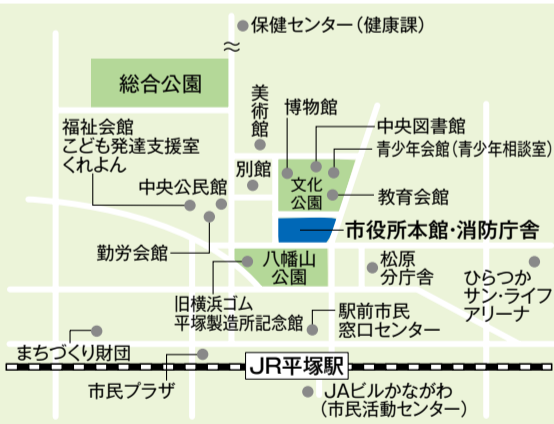 保健センター(健康課)
総合公園
美術館
博物館
中央図書館
青少年会館(青少年相談室)
福祉会館
こども発達支援室
くれよん
中央公民館
別館
文化
公園
教育会館
市役所本館・消防庁舎
勤労会館
八幡山
公園
松原
分庁舎
ひらつか
サン・ライフ
アリーナ
旧横浜ゴム
平塚製造所記念館
駅前市民
窓口センター
まちづくり財団
市民プラザ
JR平塚駅
JAビルかながわ
(市民活動センター)